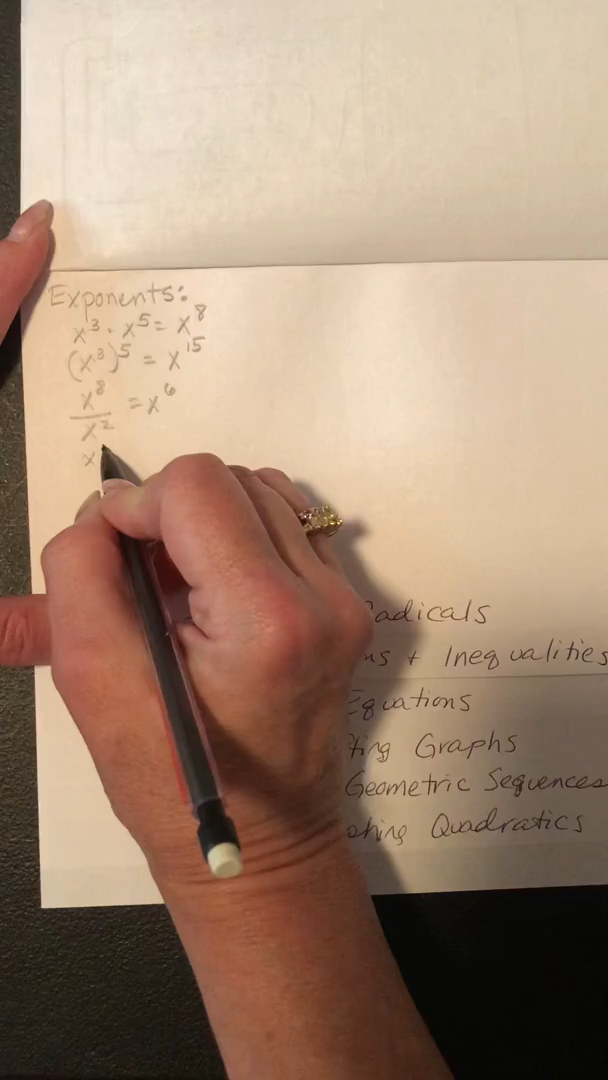 Exponents:
x³ · x⁵ = x⁸
(x³)⁵ = x¹⁵
x⁸/x² = x⁶
x
Radicals
+ Inequalities
Equations
Graphs
Geometric Sequences
Quadratics